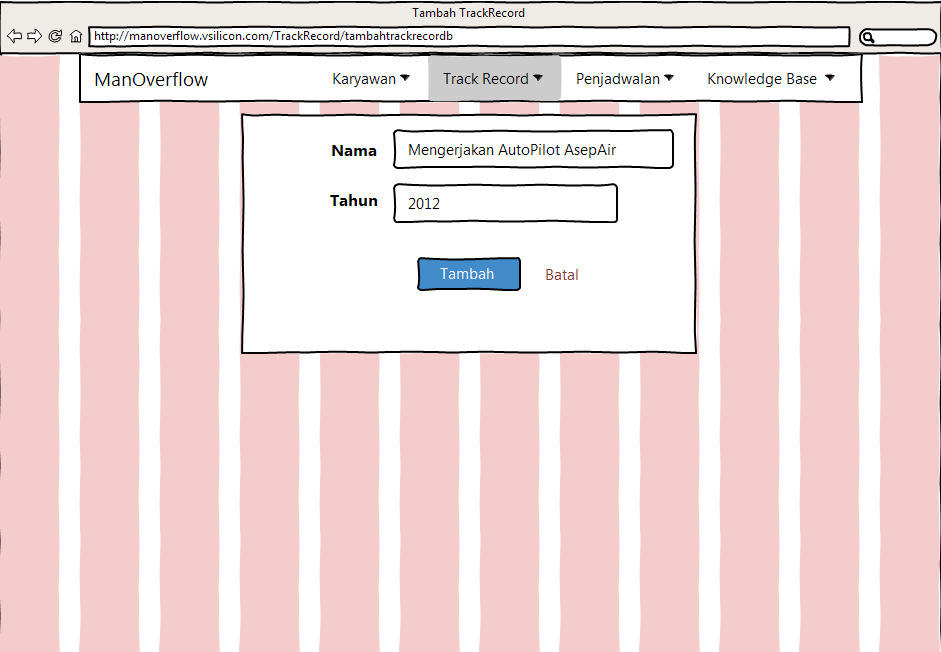 Tambah TrackRecord
http://manoverflow.vsilicon.com/TrackRecord/tambahtrackrecordb
ManOverflow Karyawan Track Record Penjadwalan Knowledge Base
Nama Mengerjakan AutoPilot AsepAir
Tahun 2012
Tambah Batal